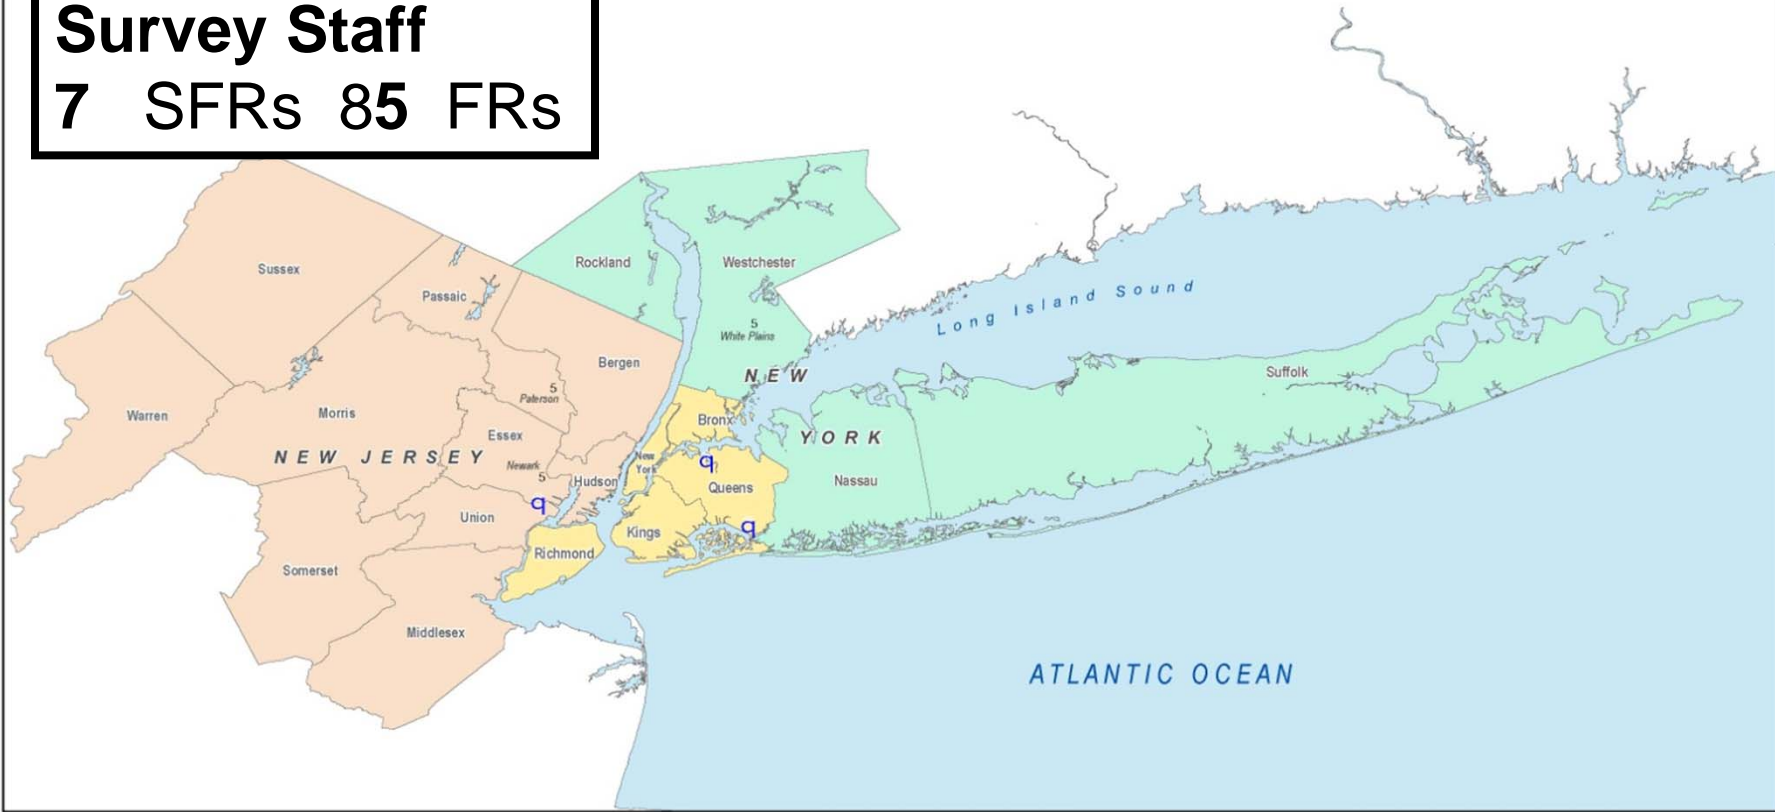 Survey Staff
7 SFRs 85 FRs
Sussex
Passaic
Rockland
Westchester
5
White Plains
Long Island Sound
Bergen
NEW
Suffolk
5
Paterson
Warren
Morris
Essex
Bronx
YORK
NEW JERSEY
Newark
5
New
York
q
Queens
Nassau
Hudson
q
Union
Kings
q
Richmond
Somerset
Middlesex
ATLANTIC OCEAN